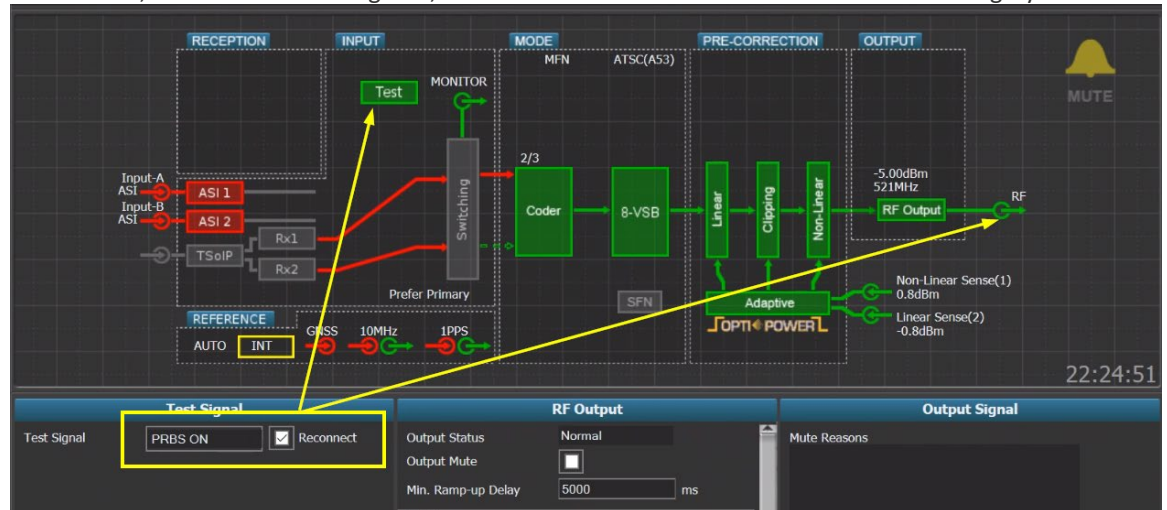 RECEPTION
INPUT
MODE
PRE-CORRECTION
OUTPUT
MFN
ATSC(A53)
MONITOR
Test
MUTE
2/3
-5.00dBm
521MHz
Input-A
ASI
ASI 1
Input-B
ASI
ASI 2
TSoIP
Rx1
Rx2
Switching
Coder
8-VSB
Linear
Clipping
Non-Linear
RF Output
RF
Prefer Primary
SFN
Adaptive
OPTI POWER
Non-Linear Sense(1)
0.8dBm
Linear Sense(2)
-0.8dBm
REFERENCE
AUTO
INT
GNSS
10MHz
1PPS
22:24:51
Test Signal
RF Output
Output Signal
Test Signal
PRBS ON
Reconnect
Output Status
Normal
Mute Reasons
Output Mute
Min. Ramp-up Delay
5000
ms